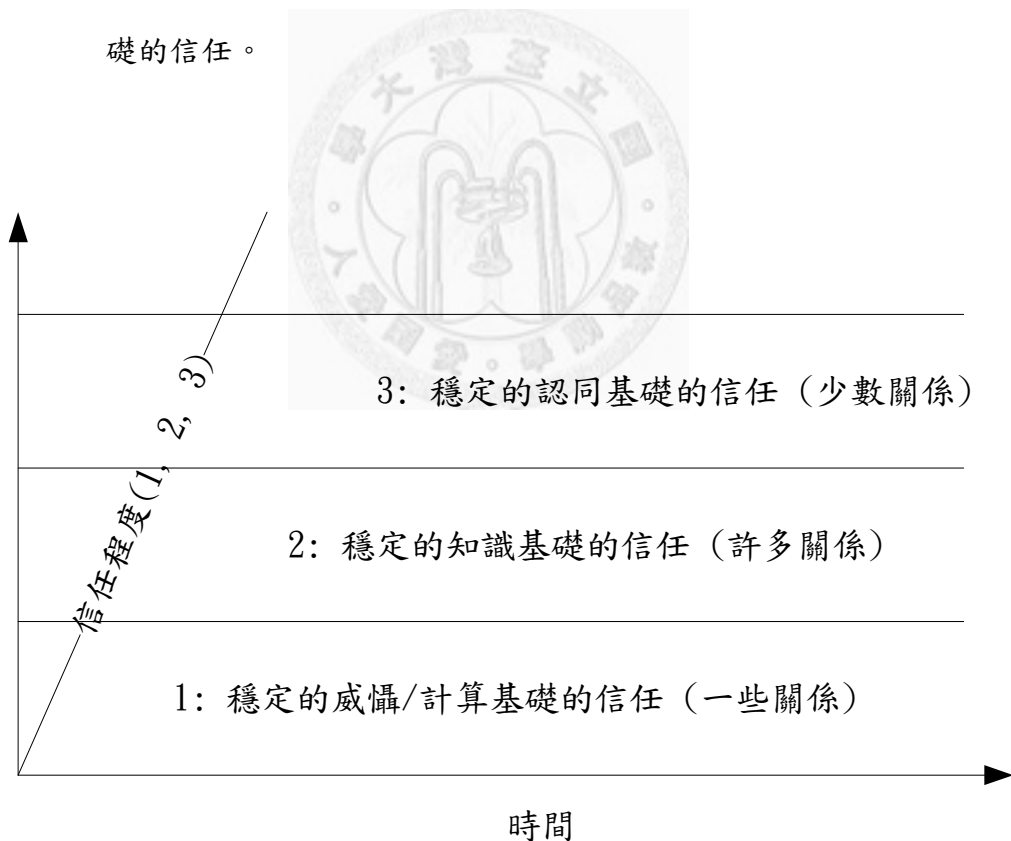 礎的信任。
3: 穩定的認同基礎的信任 (少數關係)
信任程度(1, 2, 3)
2: 穩定的知識基礎的信任 (許多關係)
1: 穩定的威懾/計算基礎的信任 (一些關係)
時間